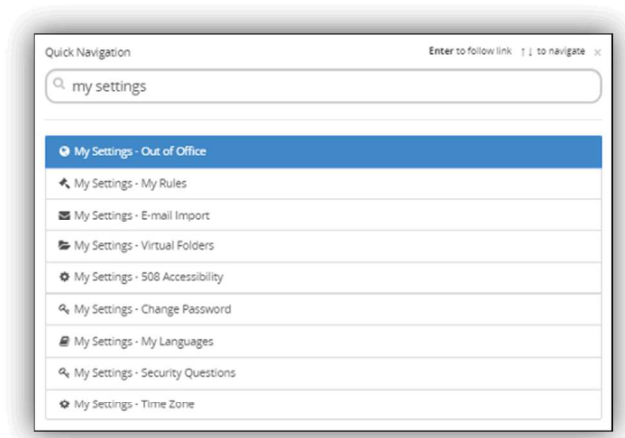 Quick Navigation
Enter to follow link ↑↓ to navigate ×
my settings
My Settings - Out of Office
My Settings - My Rules
My Settings - E-mail Import
My Settings - Virtual Folders
My Settings - 508 Accessibility
My Settings - Change Password
My Settings - My Languages
My Settings - Security Questions
My Settings - Time Zone